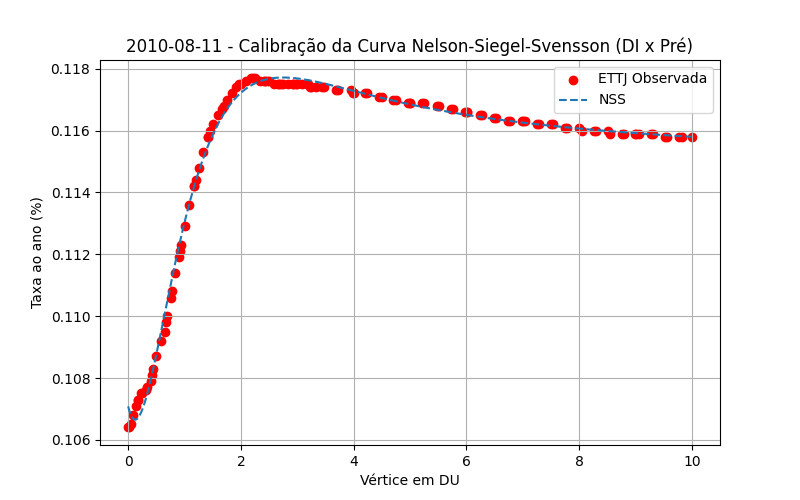 2010-08-11 - Calibração da Curva Nelson-Siegel-Svensson (DI x Pré)
ETTJ Observada
NSS
Taxa ao ano (%)
0.118
0.116
0.114
0.112
0.110
0.108
0.106
0 2 4 6 8 10
Vértice em DU